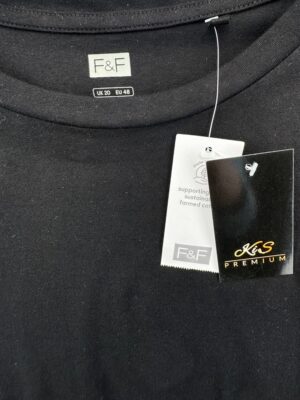 F&F
UK 20 EU 48
supporting
sustainab
farmed co
F&F
K&S
PREMIUM